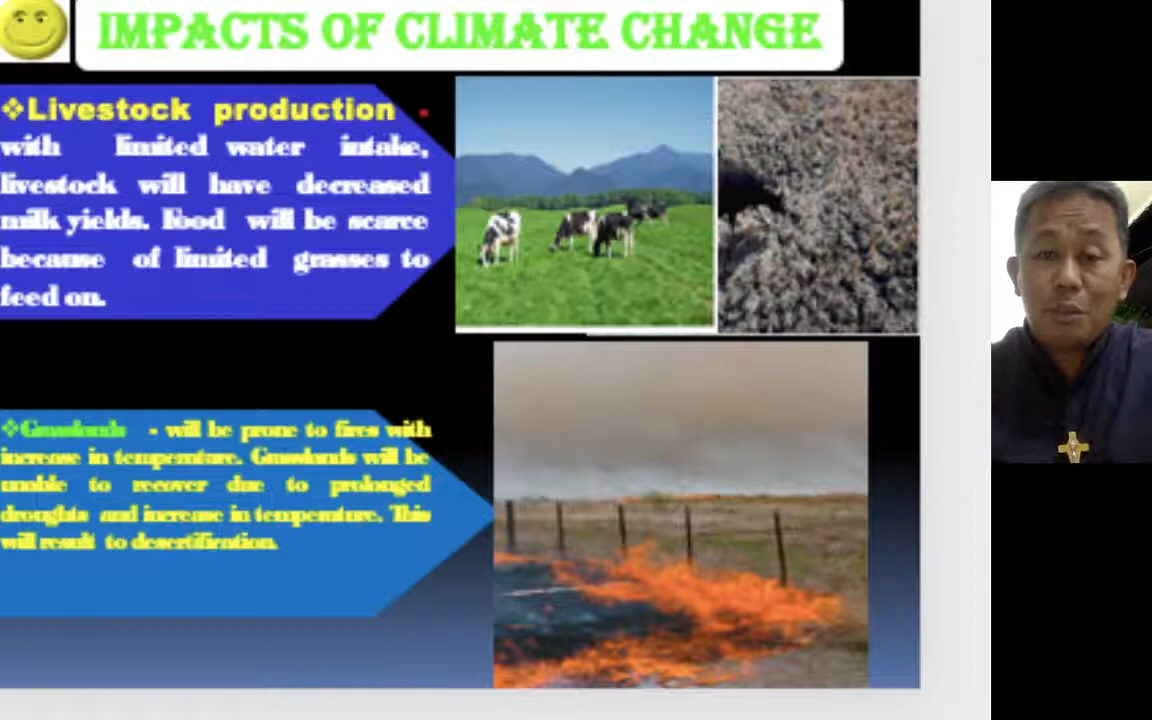 IMPACTS OF CLIMATE CHANGE
❖Livestock production -
with limited water intake,
livestock will have decreased
milk yields. Food will be scarce
because of limited grasses to
feed on.
❖Grasslands - will be prone to fires with
increase in temperature. Grasslands will be
unable to recover due to prolonged
droughts and increase in temperature. This
will result to desertification.